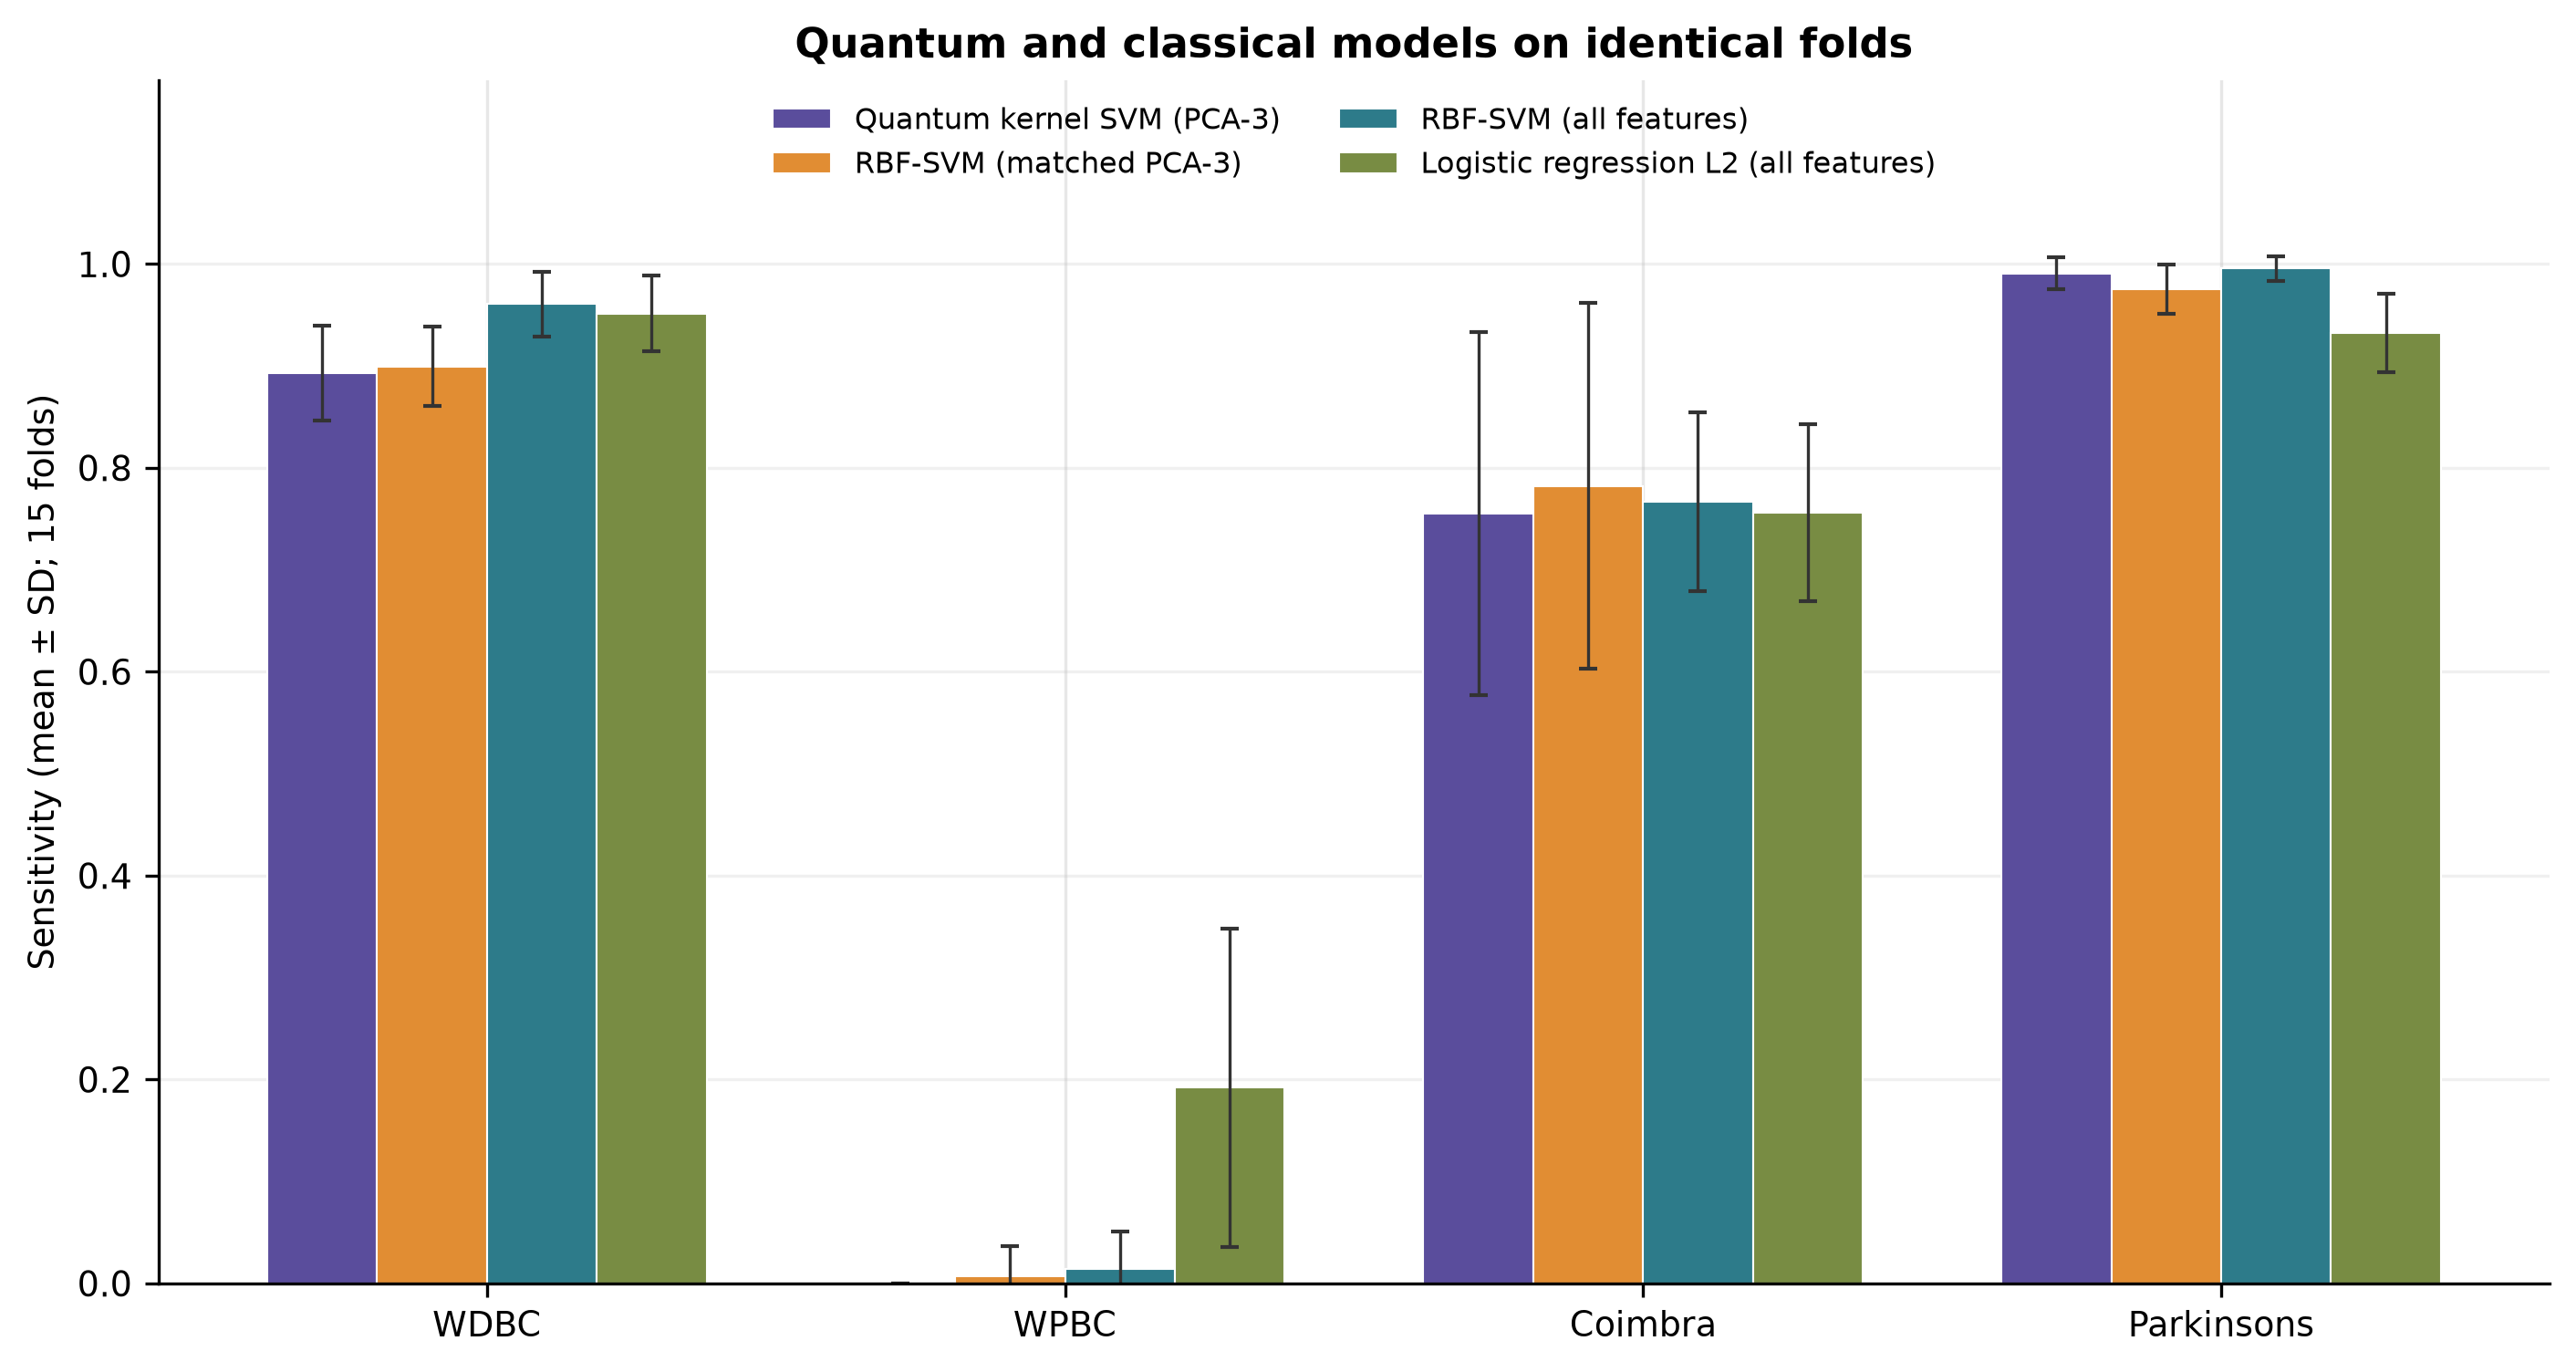 Quantum and classical models on identical folds
Quantum kernel SVM (PCA-3)
RBF-SVM (matched PCA-3)
RBF-SVM (all features)
Logistic regression L2 (all features)
Sensitivity (mean ± SD; 15 folds)
1.0
0.8
0.6
0.4
0.2
0.0
WDBC
WPBC
Coimbra
Parkinsons